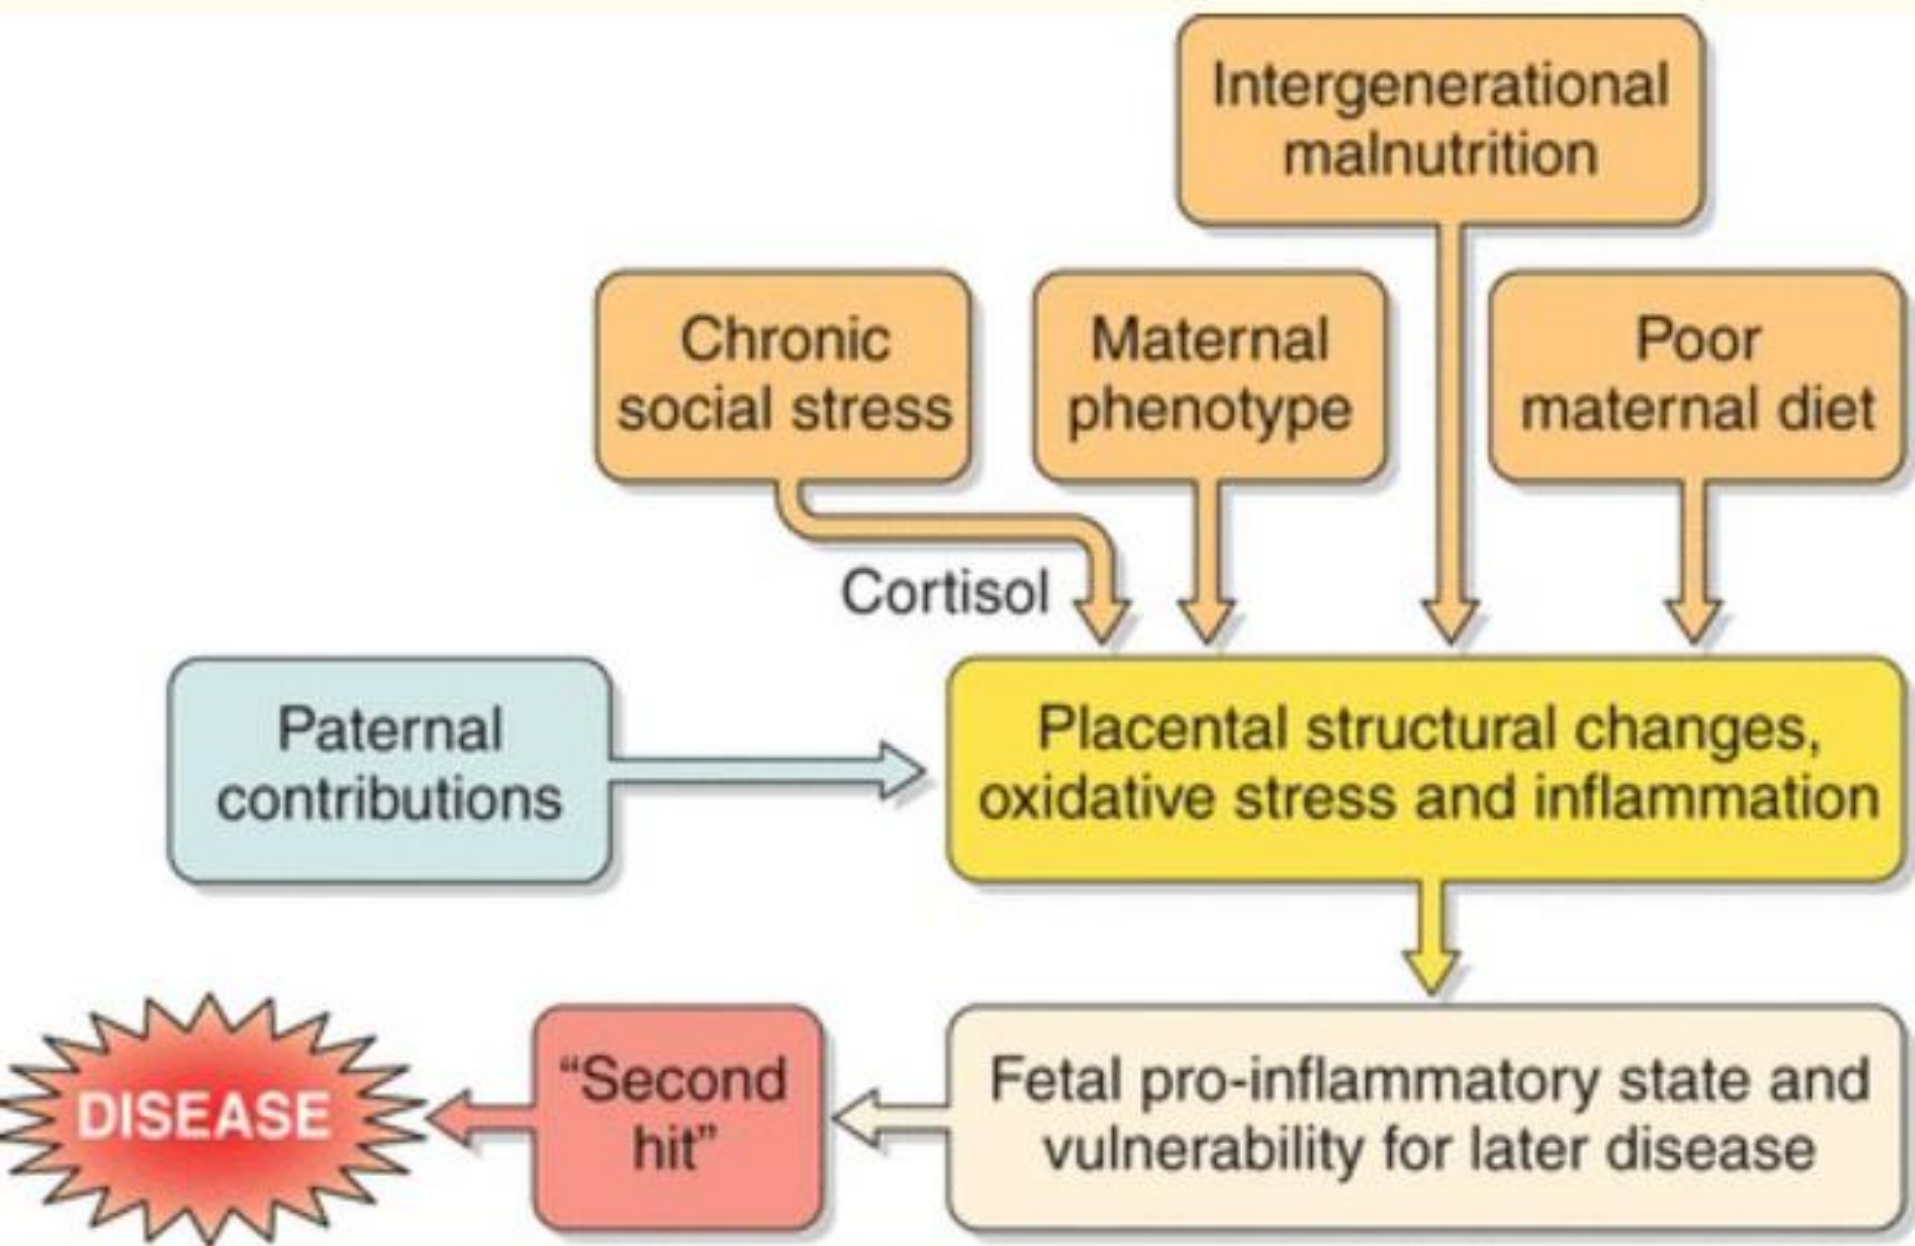 Intergenerational
malnutrition
Chronic
social stress
Maternal
phenotype
Poor
maternal diet
Cortisol
Paternal
contributions
Placental structural changes,
oxidative stress and inflammation
DISEASE
“Second
hit”
Fetal pro-inflammatory state and
vulnerability for later disease